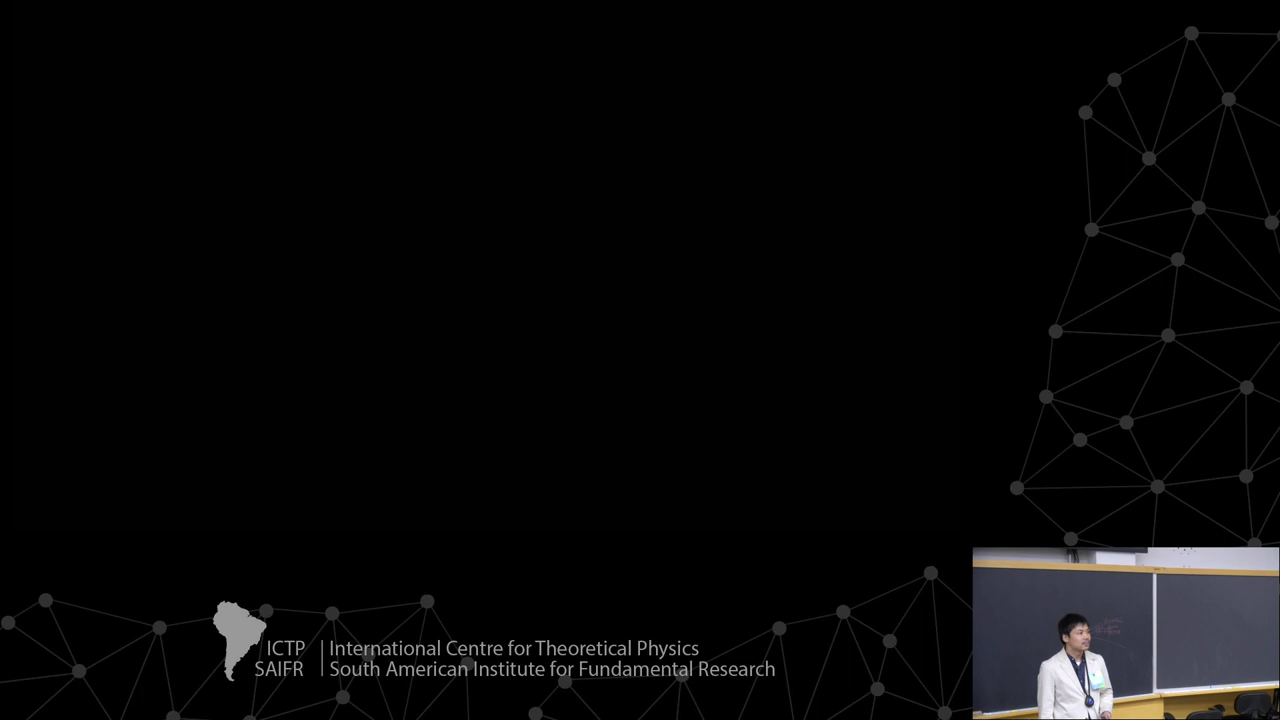 ICTP
SAIFR
International Centre for Theoretical Physics
South American Institute for Fundamental Research